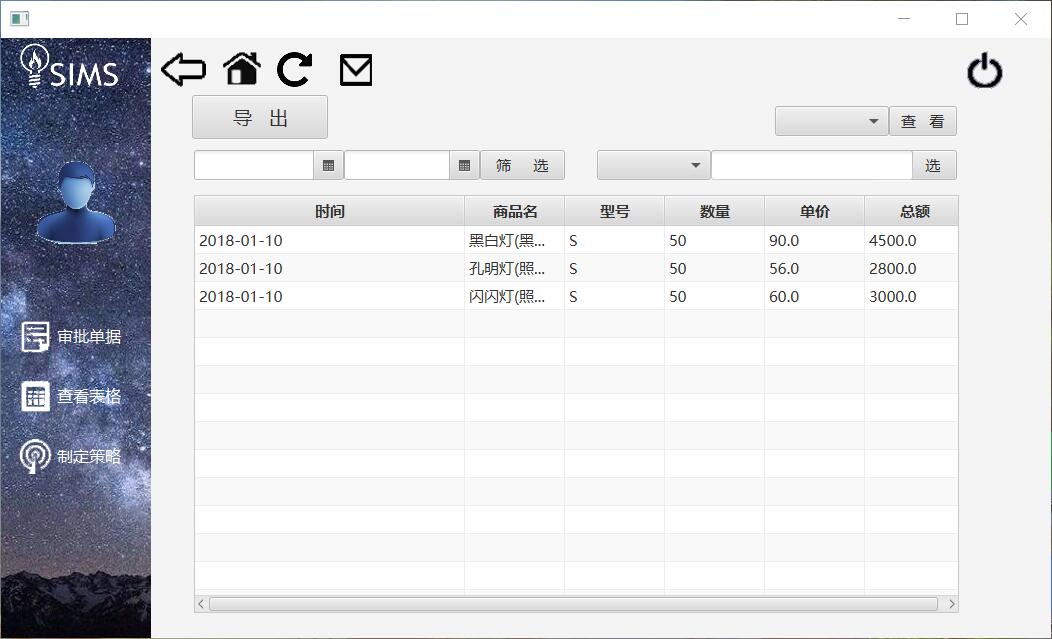 SIMS
导 出
查 看
筛 选
选
时间 商品名 型号 数量 单价 总额
2018-01-10 黑白灯(黑... S 50 90.0 4500.0
2018-01-10 孔明灯(照... S 50 56.0 2800.0
2018-01-10 闪闪灯(照... S 50 60.0 3000.0
审批单据
查看表格
制定策略